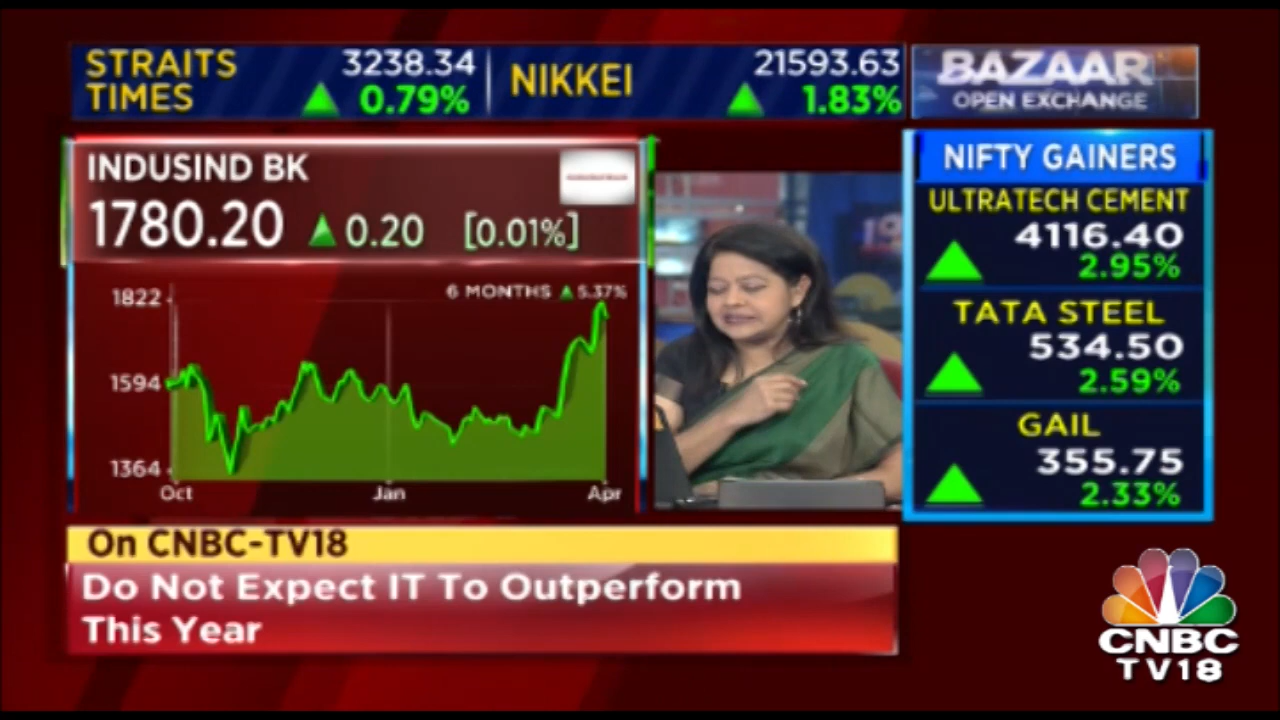 STRAITS TIMES
3238.34
0.79%
NIKKEI
21593.63
1.83%
BAZAAR
OPEN EXCHANGE
INDUSIND BK
1780.20 0.20 [0.01%]
6 MONTHS 5.37%
1822
1594
1364
Oct Jan Apr
NIFTY GAINERS
ULTRATECH CEMENT
4116.40
2.95%
TATA STEEL
534.50
2.59%
GAIL
355.75
2.33%
On CNBC-TV18
Do Not Expect IT To Outperform
This Year
CNBC
TV18